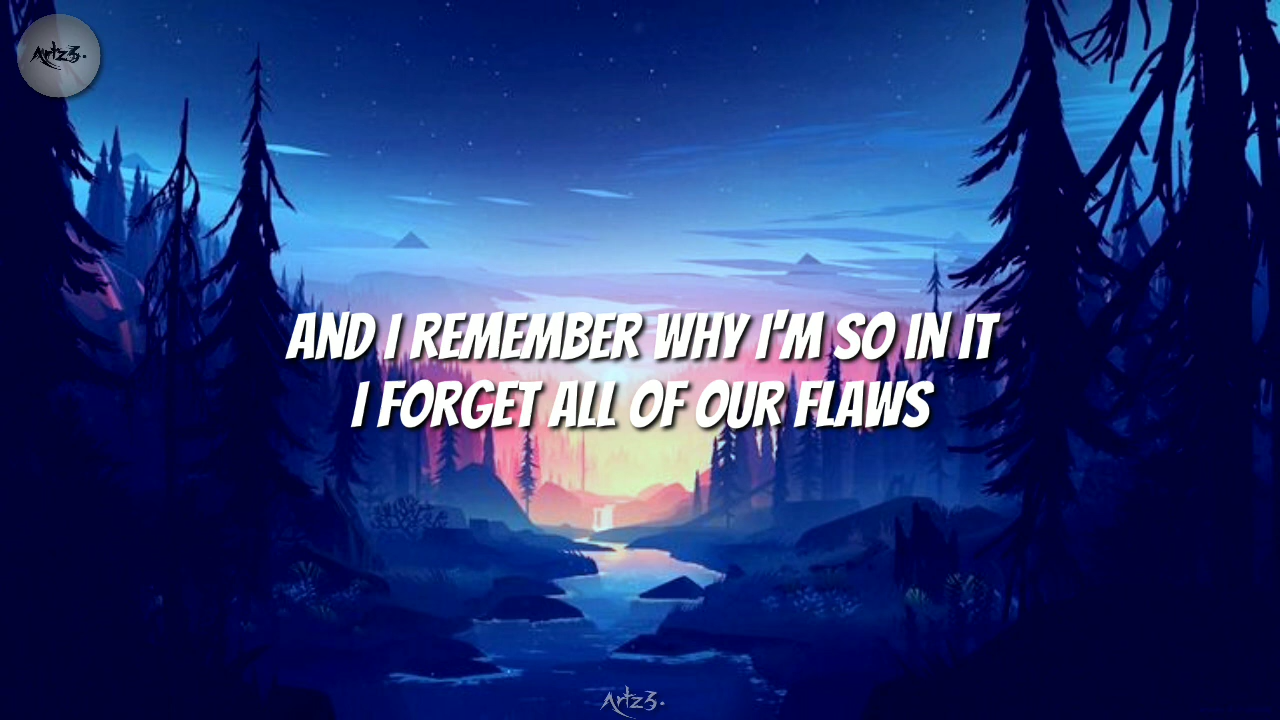 Artz3.
AND I REMEMBER WHY I'M SO IN IT
I FORGET ALL OF OUR FLAWS
Artz3.